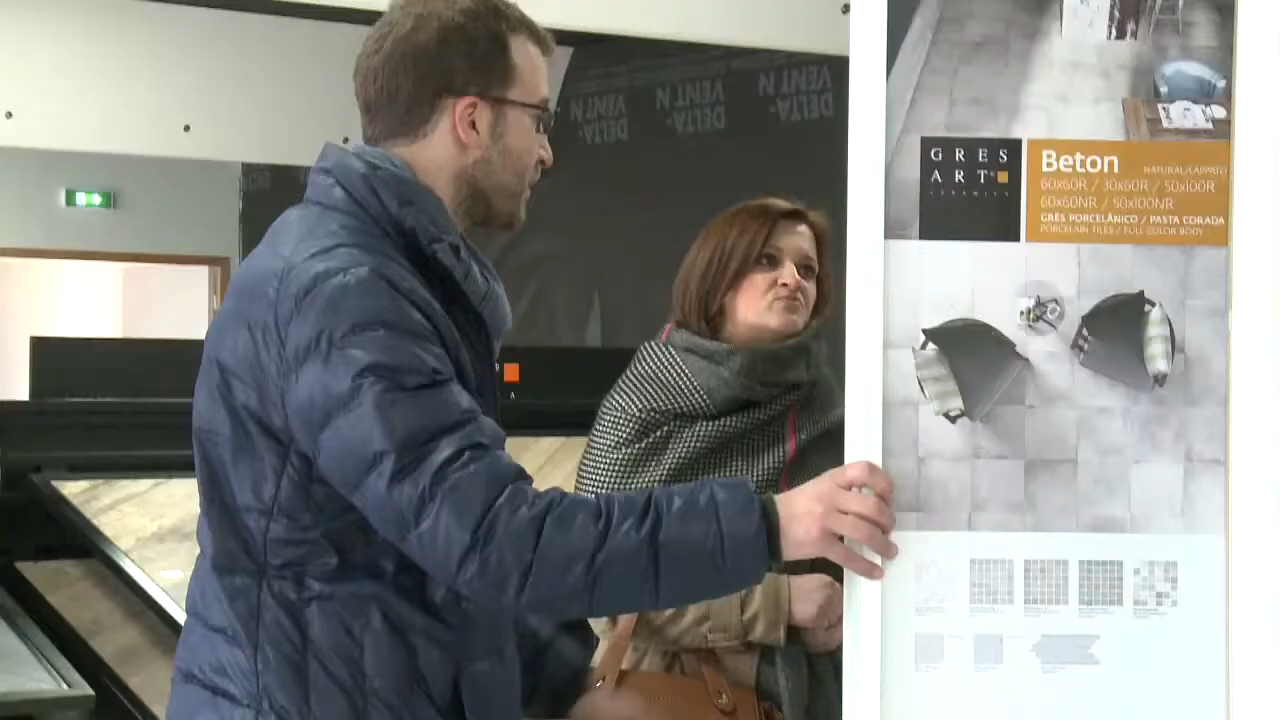 DELTA-
VENT N
DELTA-
VENT N
DELTA-
VENT N
GRES
ART
CERAMICS
Beton
NATURAL/LAPPATO
60x60R / 30x60R / 50x100R
60x60NR / 50x100NR
GRÉS PORCELÂNICO / PASTA CORADA
PORCELAIN TILES / FULL COLOR BODY